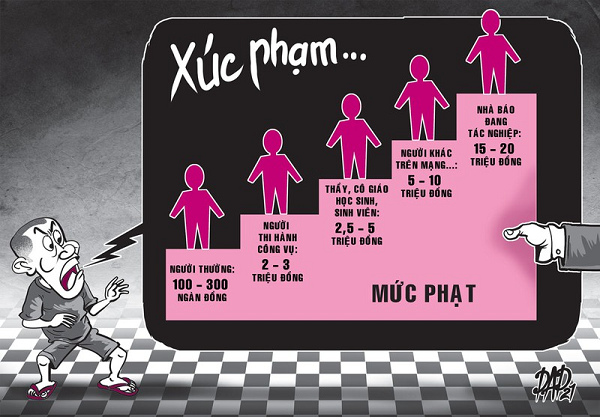 Xúc phạm...
NHÀ BÁO
ĐANG
TÁC NGHIỆP:
15 - 20
TRIỆU ĐỒNG
NGƯỜI KHÁC
TRÊN MẠNG...:
5 - 10
TRIỆU ĐỒNG
THẦY, CÔ GIÁO
HỌC SINH,
SINH VIÊN:
2,5 - 5
TRIỆU ĐỒNG
NGƯỜI
THI HÀNH
CÔNG VỤ:
2 - 3
TRIỆU ĐỒNG
NGƯỜI THƯỜNG:
100 - 300
NGÀN ĐỒNG
MỨC PHẠT